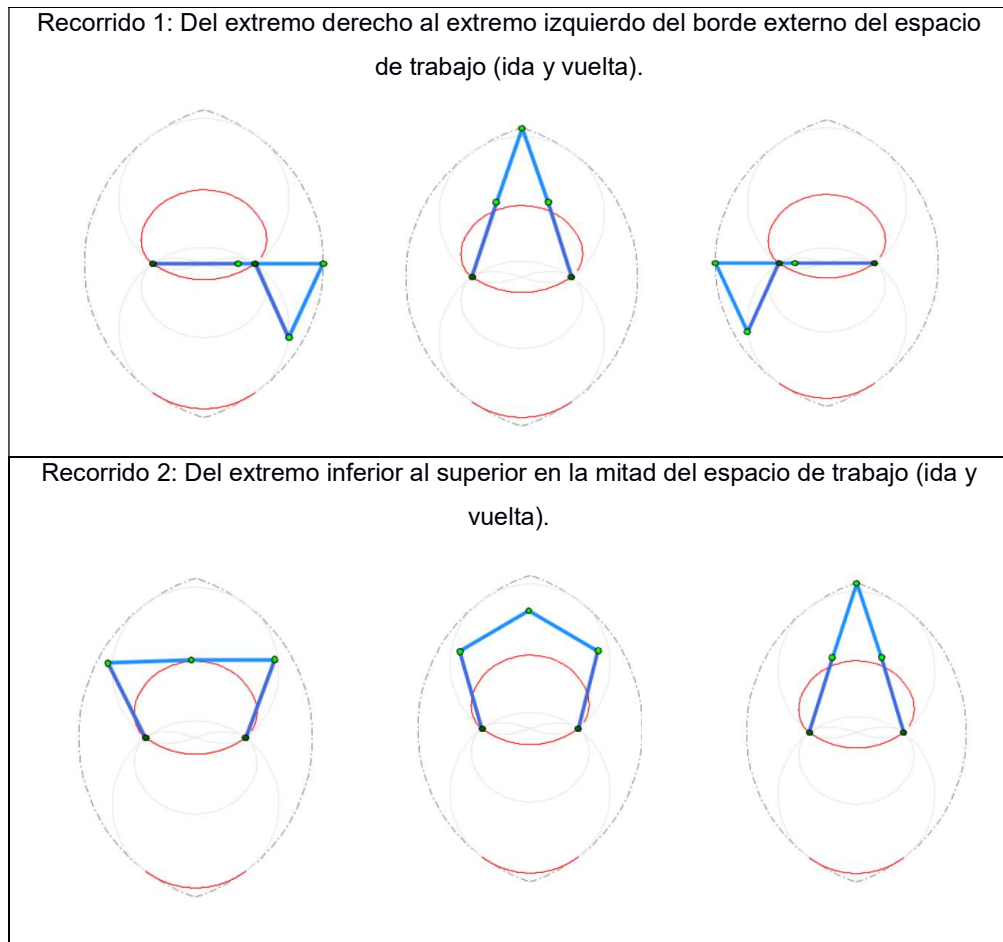 Recorrido 1: Del extremo derecho al extremo izquierdo del borde externo del espacio
de trabajo (ida y vuelta).
Recorrido 2: Del extremo inferior al superior en la mitad del espacio de trabajo (ida y
vuelta).